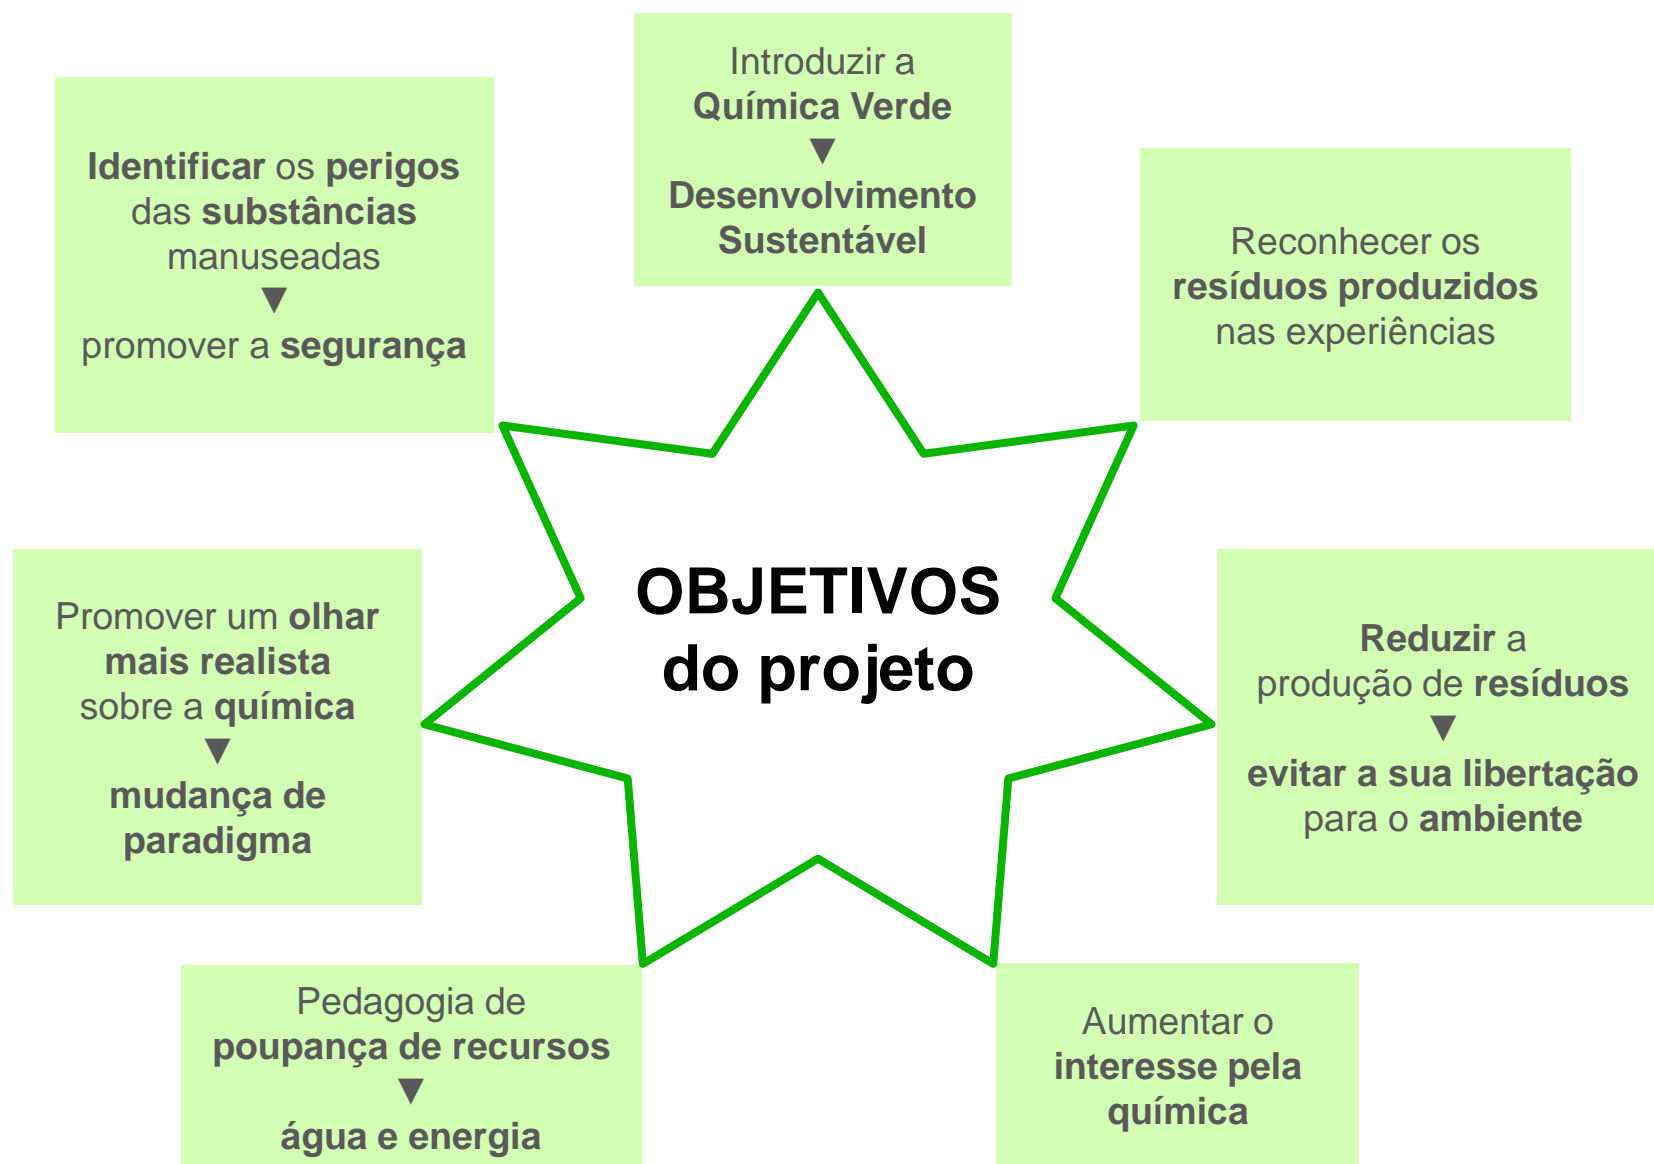 Introduzir a
Química Verde
▼
Desenvolvimento
Sustentável
Identificar os perigos
das substâncias
manuseadas
▼
promover a segurança
Reconhecer os
resíduos produzidos
nas experiências
OBJETIVOS
do projeto
Promover um olhar
mais realista
sobre a química
▼
mudança de
paradigma
Reduzir a
produção de resíduos
▼
evitar a sua libertação
para o ambiente
Pedagogia de
poupança de recursos
▼
água e energia
Aumentar o
interesse pela
química